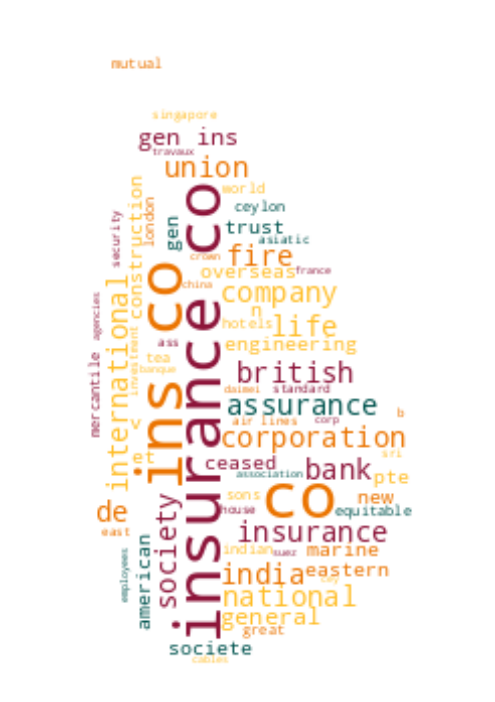 mutual
singapore
gen ins
travaux
union
world
construction
london
ceylon
security
gen
trust
asiatic
co
fire
crown
overseas
france
international
china
company
ins co
insurance co
n
agencies
hotels
life
investment
ass
engineering
tea
banque
mercantile
british
daimei
standard
assurance
b
<
air lines
corp
corporation
et
ceased
sri
association
bank
pte
sons
new
de
society
house
equitable
east
insurance
indian
suez
marine
employees
american
india
eastern
cey
national
general
great
societe
cables